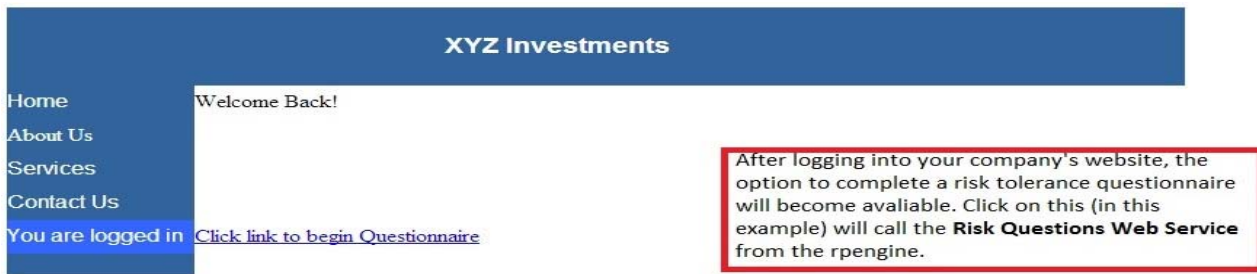 XYZ Investments
Home
Welcome Back!
About Us
Services
Contact Us
You are logged in
Click link to begin Questionnaire
After logging into your company's website, the
option to complete a risk tolerance questionnaire
will become avaliable. Click on this (in this
example) will call the Risk Questions Web Service
from the rpengine.